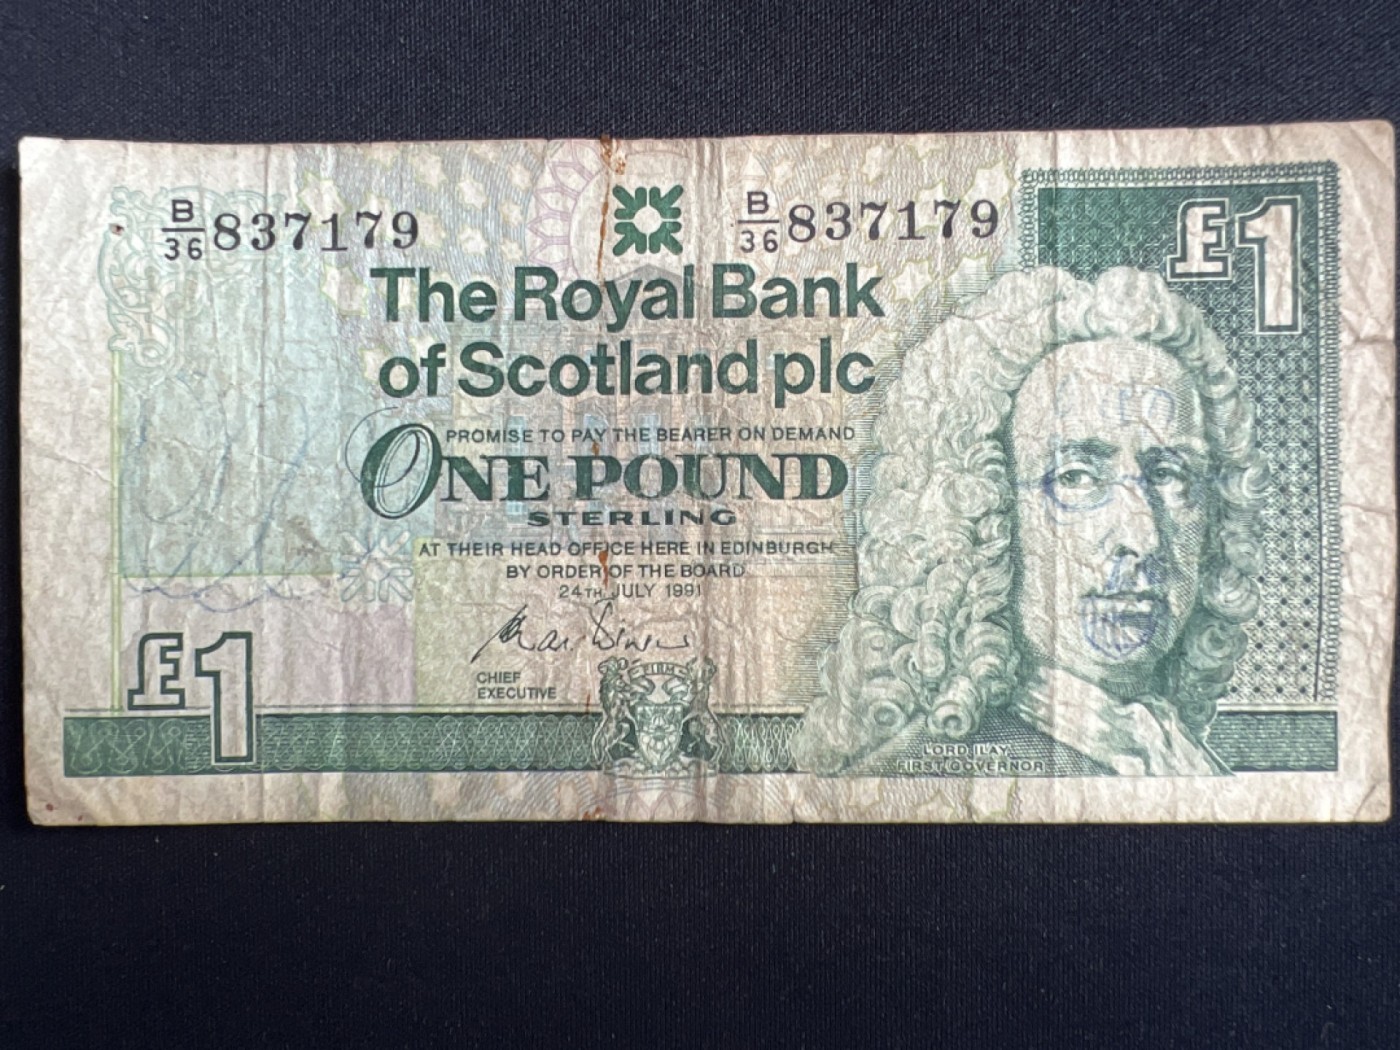 B/36 837179
B/36 837179
£1
The Royal Bank
of Scotland plc
PROMISE TO PAY THE BEARER ON DEMAND
ONE POUND
STERLING
AT THEIR HEAD OFFICE HERE IN EDINBURGH
BY ORDER OF THE BOARD
24TH JULY 1991
CHIEF
EXECUTIVE
£1
FIRM
LORD ILAY
FIRST GOVERNOR